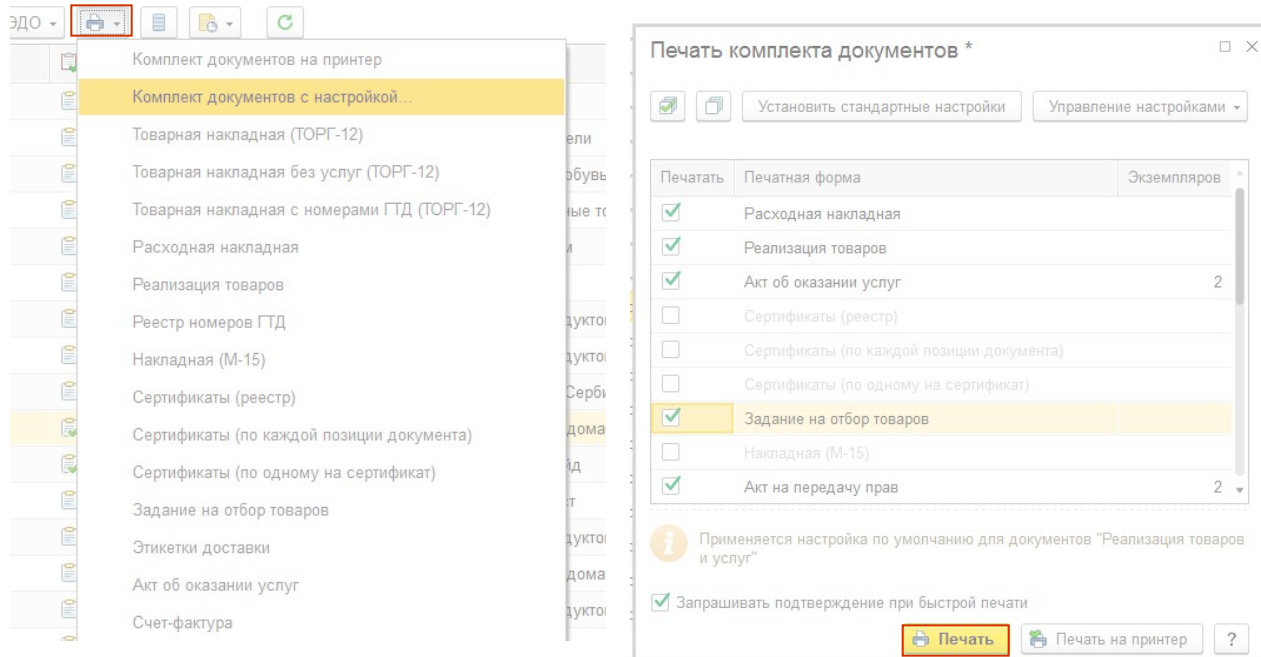 ЭДО
Комплект документов на принтер
Комплект документов с настройкой...
Товарная накладная (ТОРГ-12)
ели
Товарная накладная без услуг (ТОРГ-12)
обувь
Товарная накладная с номерами ГТД (ТОРГ-12)
Расходная накладная
Реализация товаров
Реестр номеров ГТД
Накладная (М-15)
Сертификаты (реестр)
Серби
Сертификаты (по каждой позиции документа)
дома
Сертификаты (по одному на сертификат)
Задание на отбор товаров
Этикетки доставки
дома
Акт об оказании услуг
Счет-фактура
Печать комплекта документов *
Установить стандартные настройки
Управление настройками
Печатать Печатная форма Экземпляров
Расходная накладная
Реализация товаров
Акт об оказании услуг 2
Сертификаты (реестр)
Сертификаты (по каждой позиции документа)
Сертификаты (по одному на сертификат)
Задание на отбор товаров
Накладная (М-15)
Акт на передачу прав 2
Применяется настройка по умолчанию для документов "Реализация товаров
и услуг"
Запрашивать подтверждение при быстрой печати
Печать Печать на принтер ?